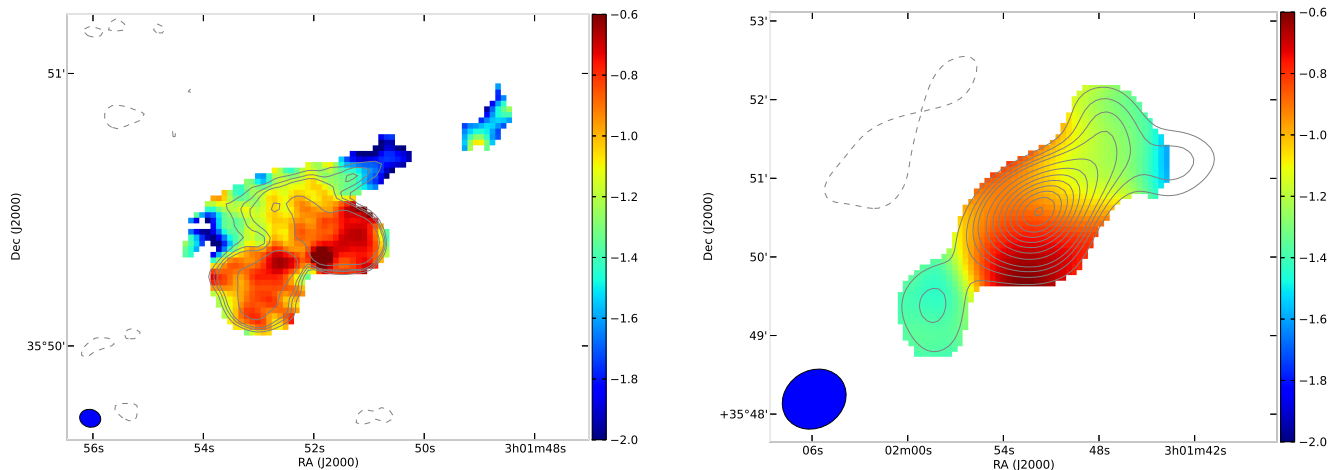 51'
35°50'
Dec (J2000)
56s
54s
52s
50s
3h01m48s
RA (J2000)
−0.6
−0.8
−1.0
−1.2
−1.4
−1.6
−1.8
−2.0
53'
52'
51'
50'
49'
+35°48'
Dec (J2000)
06s
02m00s
54s
48s
3h01m42s
RA (J2000)
−0.6
−0.8
−1.0
−1.2
−1.4
−1.6
−1.8
−2.0